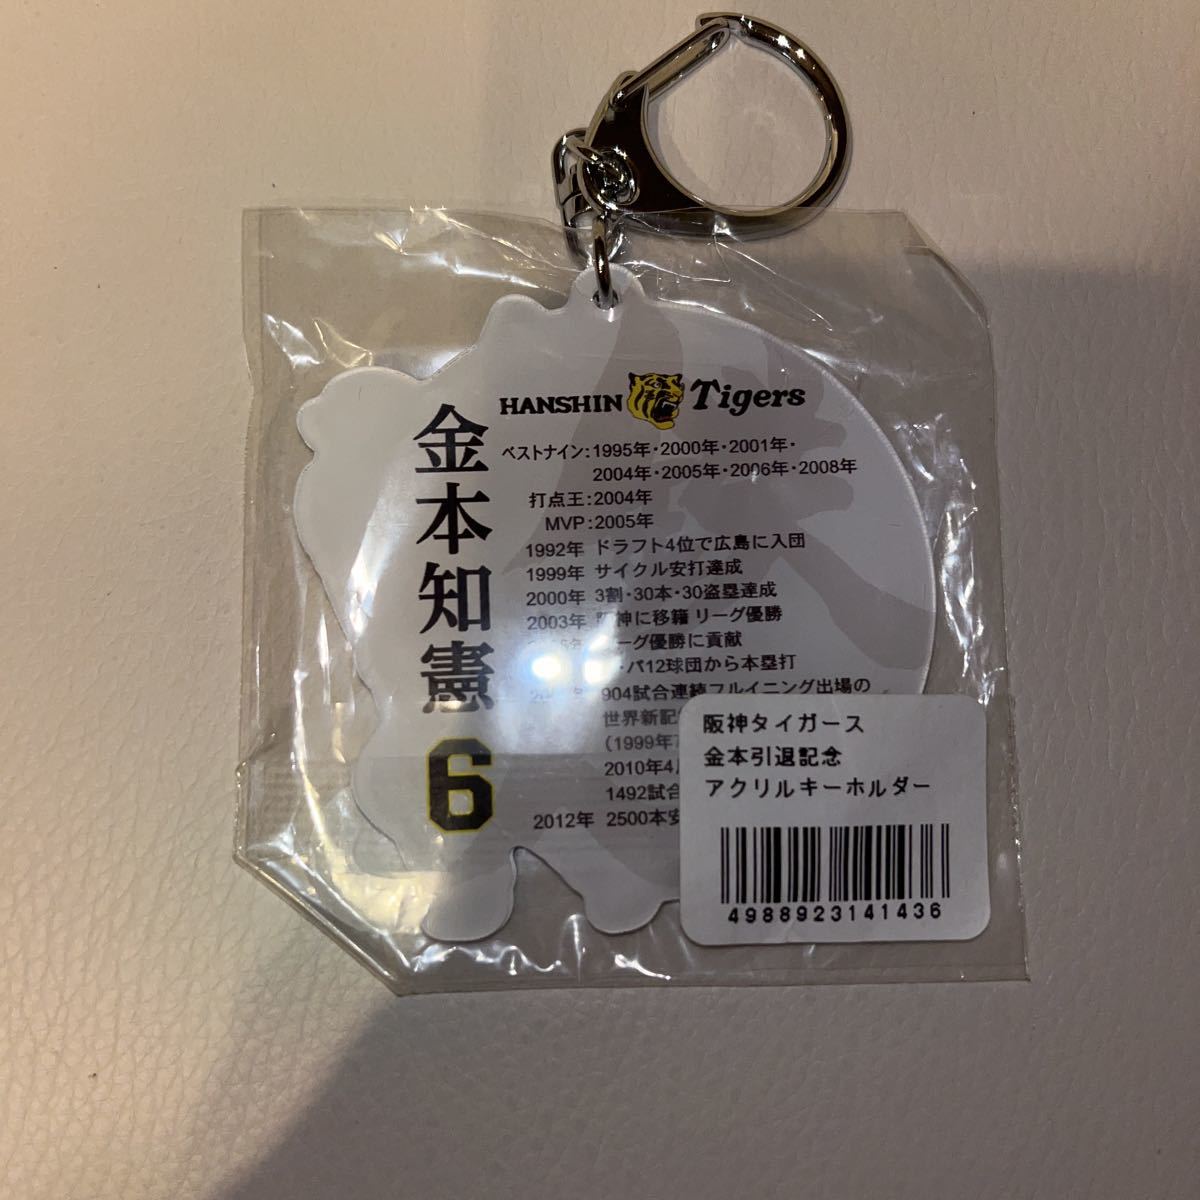 HANSHIN Tigers
金本知憲
6
ベストナイン:1995年・2000年・2001年・
2004年・2005年・2006年・2008年
打点王:2004年
MVP:2005年
1992年 ドラフト4位で広島に入団
1999年 サイクル安打達成
2000年 3割・30本・30盗塁達成
2003年 阪神に移籍 リーグ優勝
ーグ優勝に貢献
・パ12球団から本塁打
904試合連続フルイニング出場の
世界新記
(1999年
2010年4
1492試合
2012年 2500本安
阪神タイガース
金本引退記念
アクリルキーホルダー
4988923141436